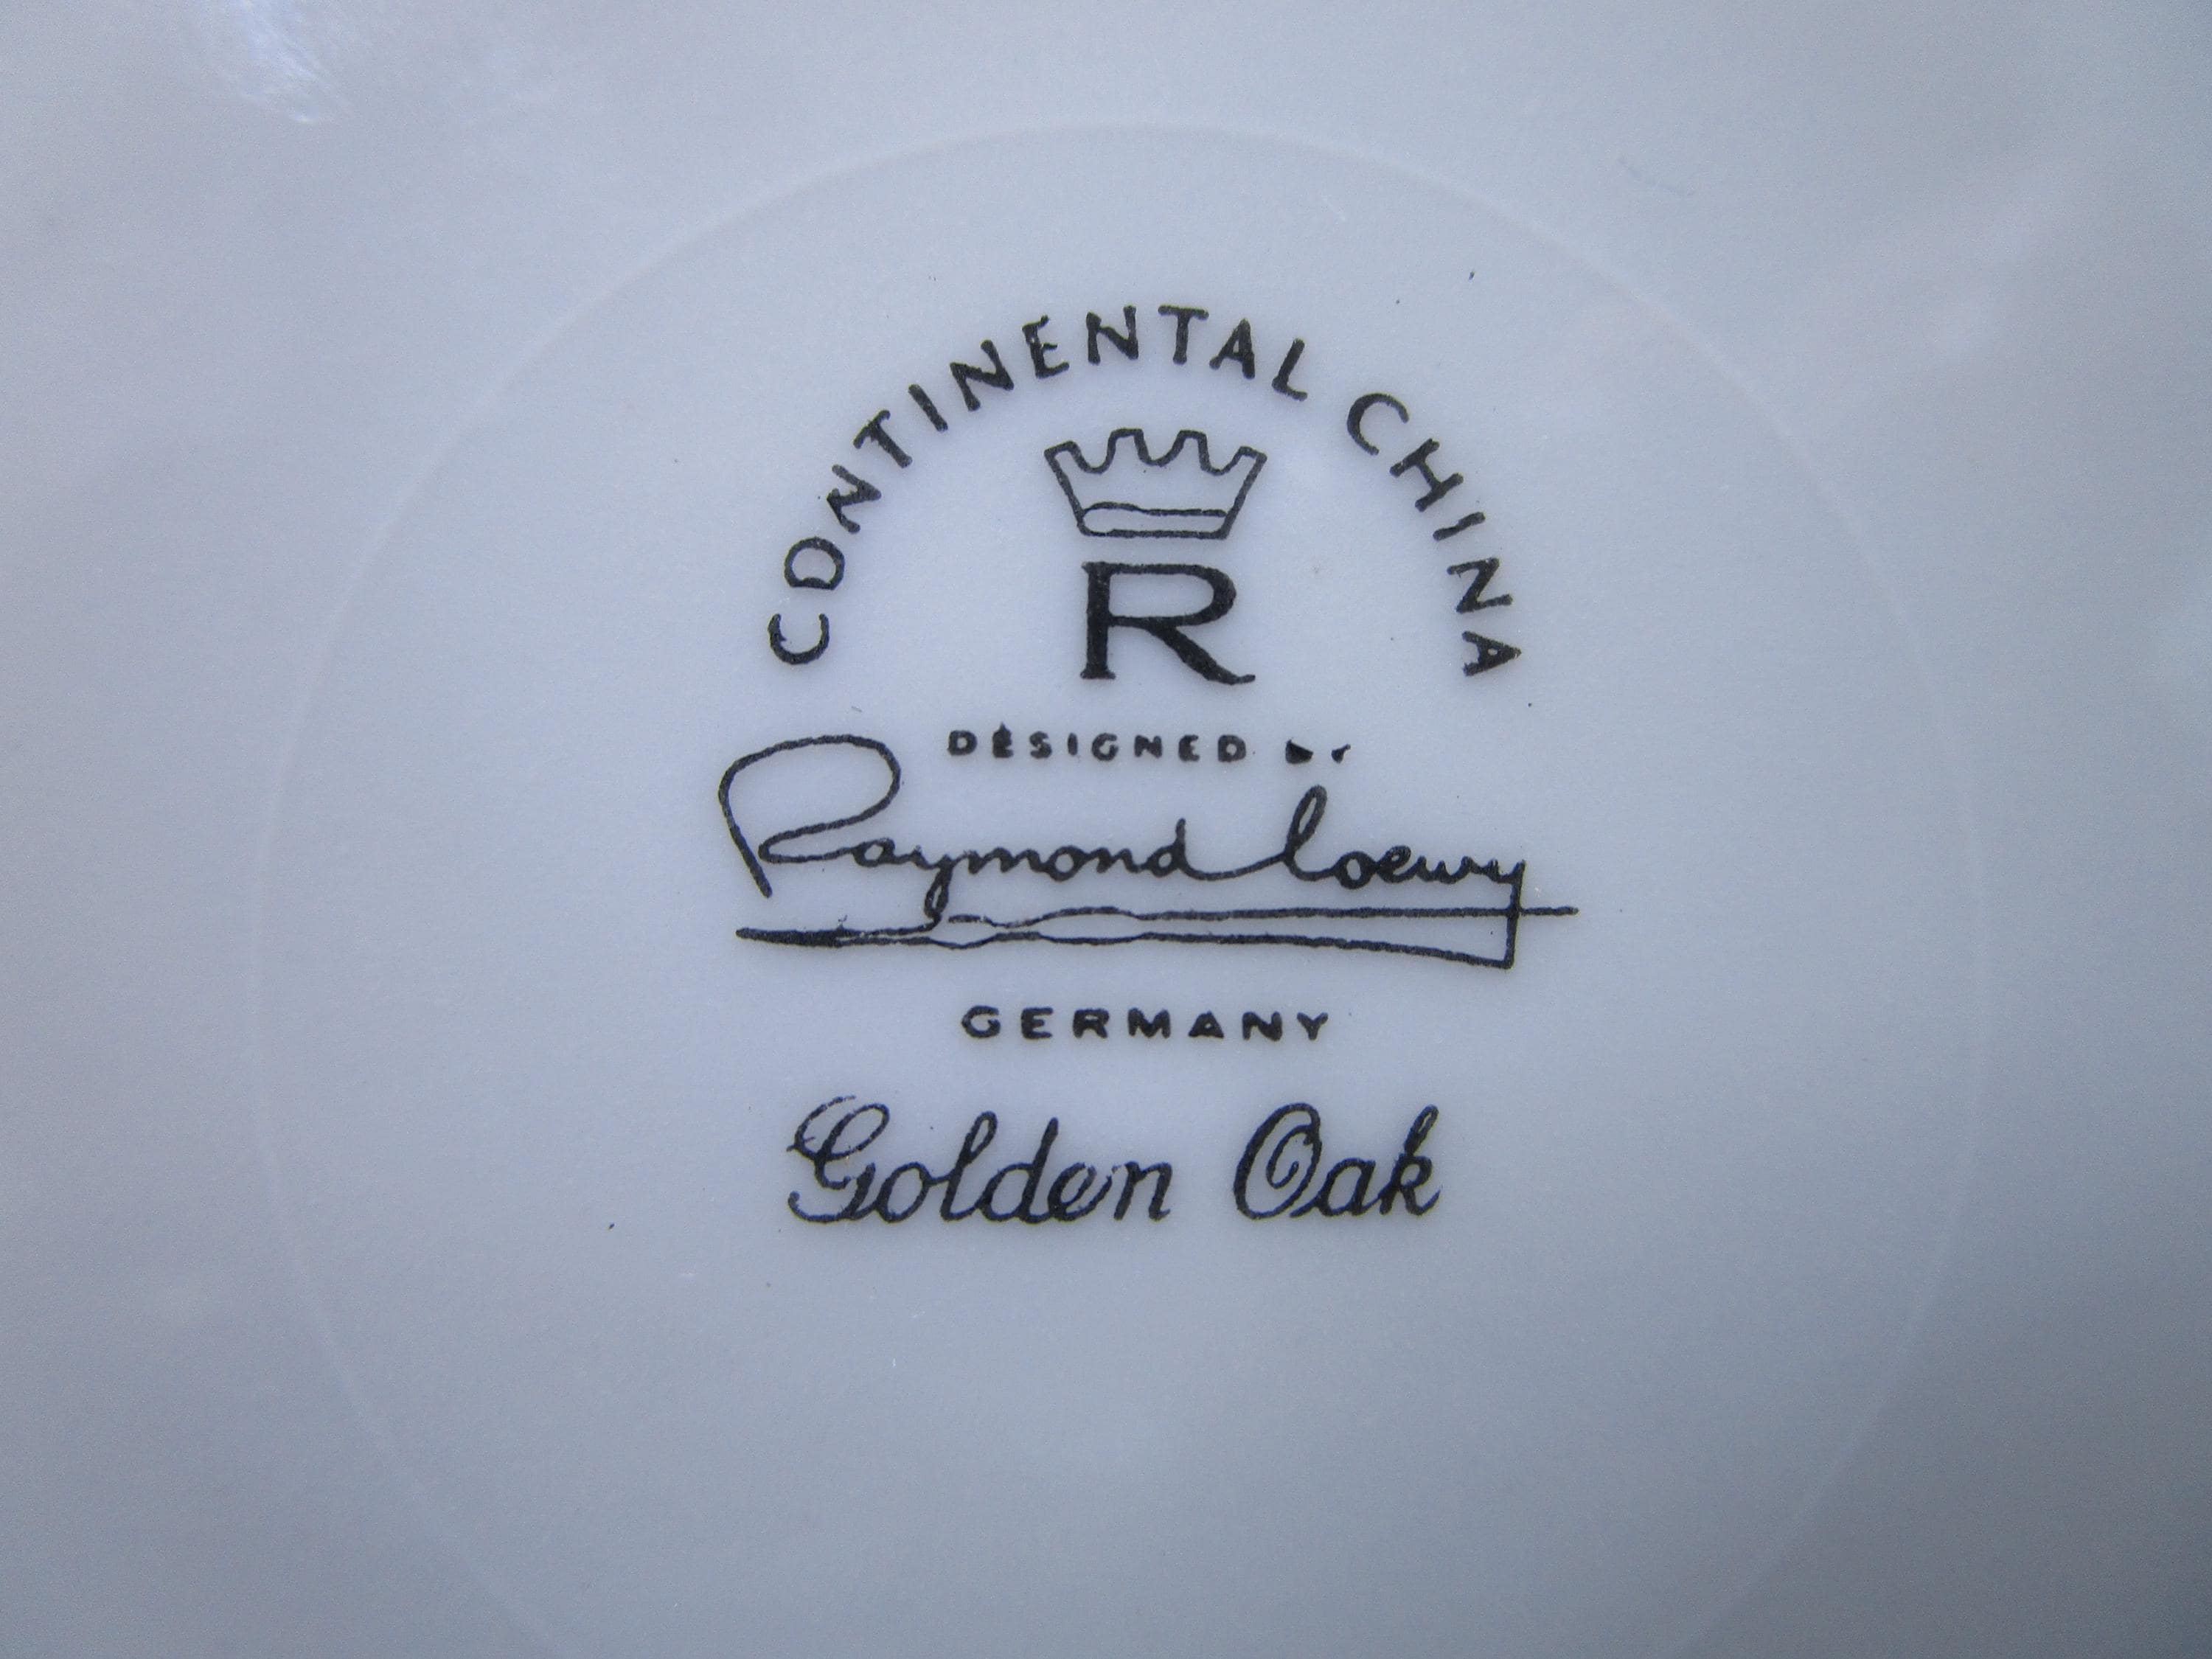 CONTINENTAL CHINA
R
DESIGNED BY
Raymond Loewy
GERMANY
Golden Oak